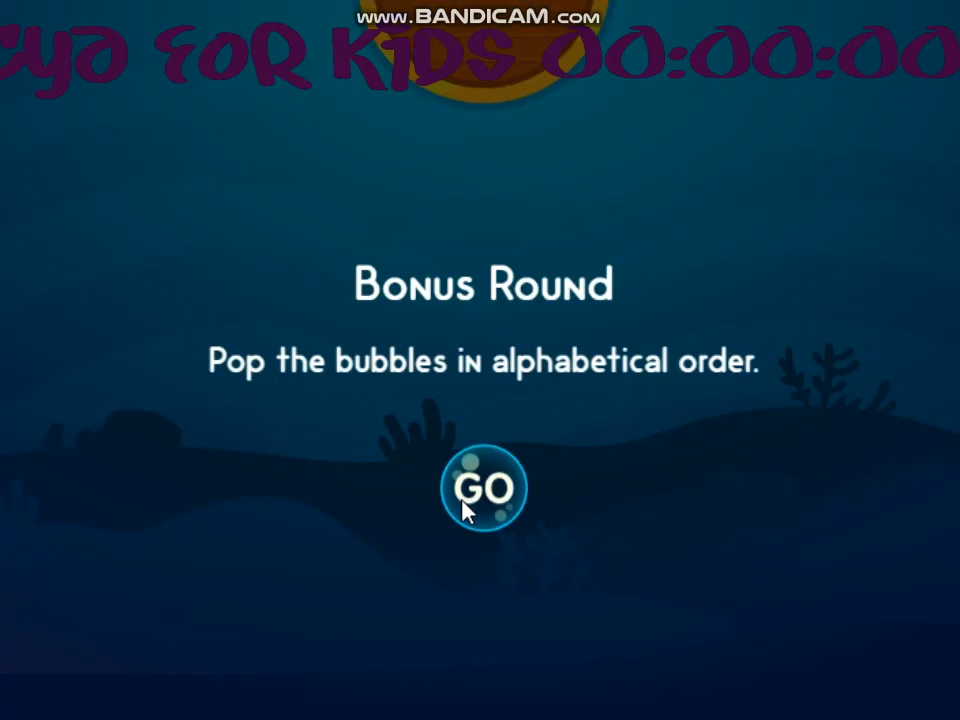 www.BANDICAM.com
FOR KiDS 00:00:00
Bonus Round
Pop the bubbles in alphabetical order.
GO